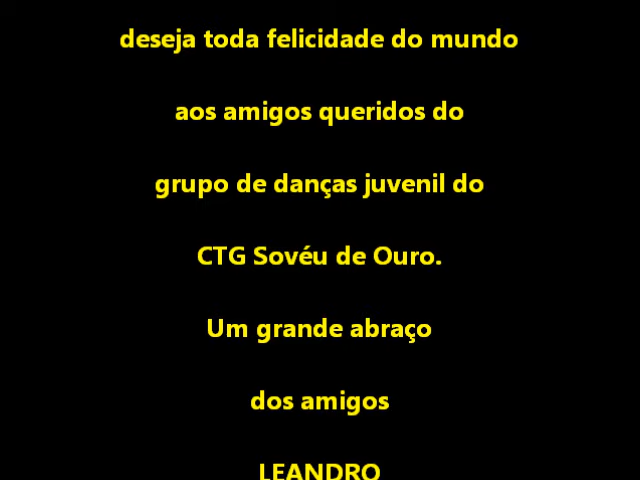 deseja toda felicidade do mundo
aos amigos queridos do
grupo de danças juvenil do
CTG Sovéu de Ouro.
Um grande abraço
dos amigos
LEANDRO